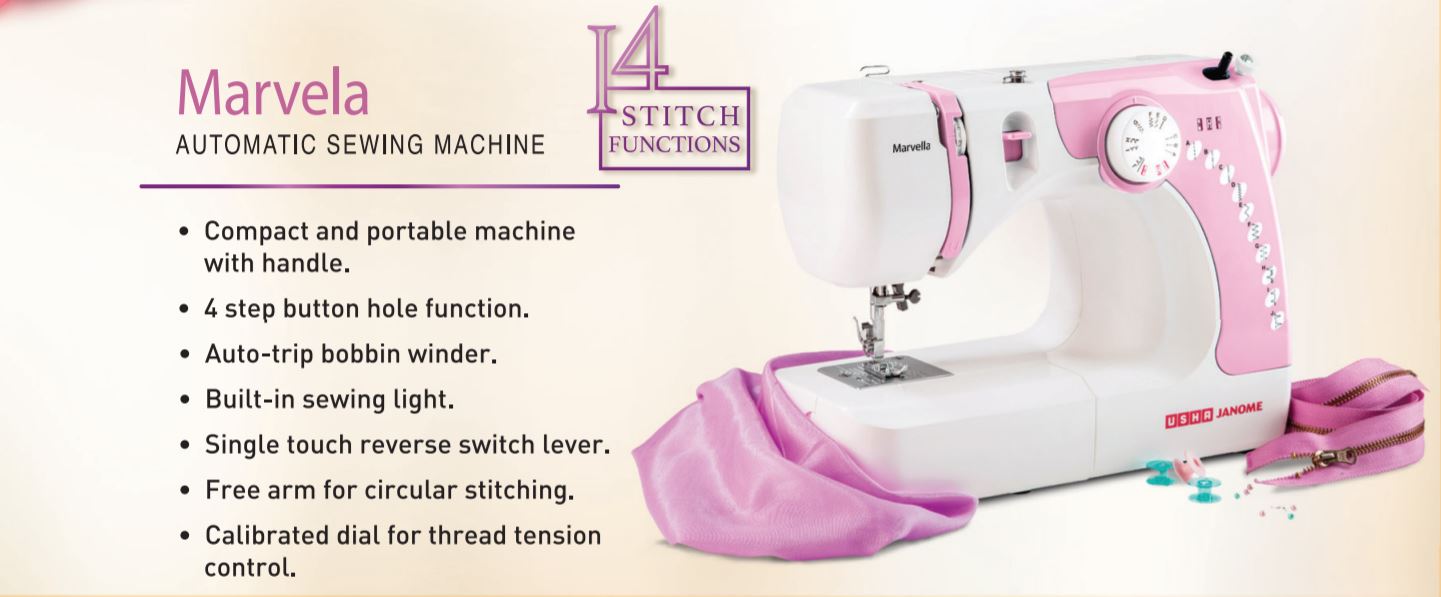 14
STITCH
FUNCTIONS
Marvela
AUTOMATIC SEWING MACHINE
• Compact and portable machine
with handle.
• 4 step button hole function.
• Auto-trip bobbin winder.
• Built-in sewing light.
• Single touch reverse switch lever.
• Free arm for circular stitching.
• Calibrated dial for thread tension
control.
Marvella
USHA JANOME